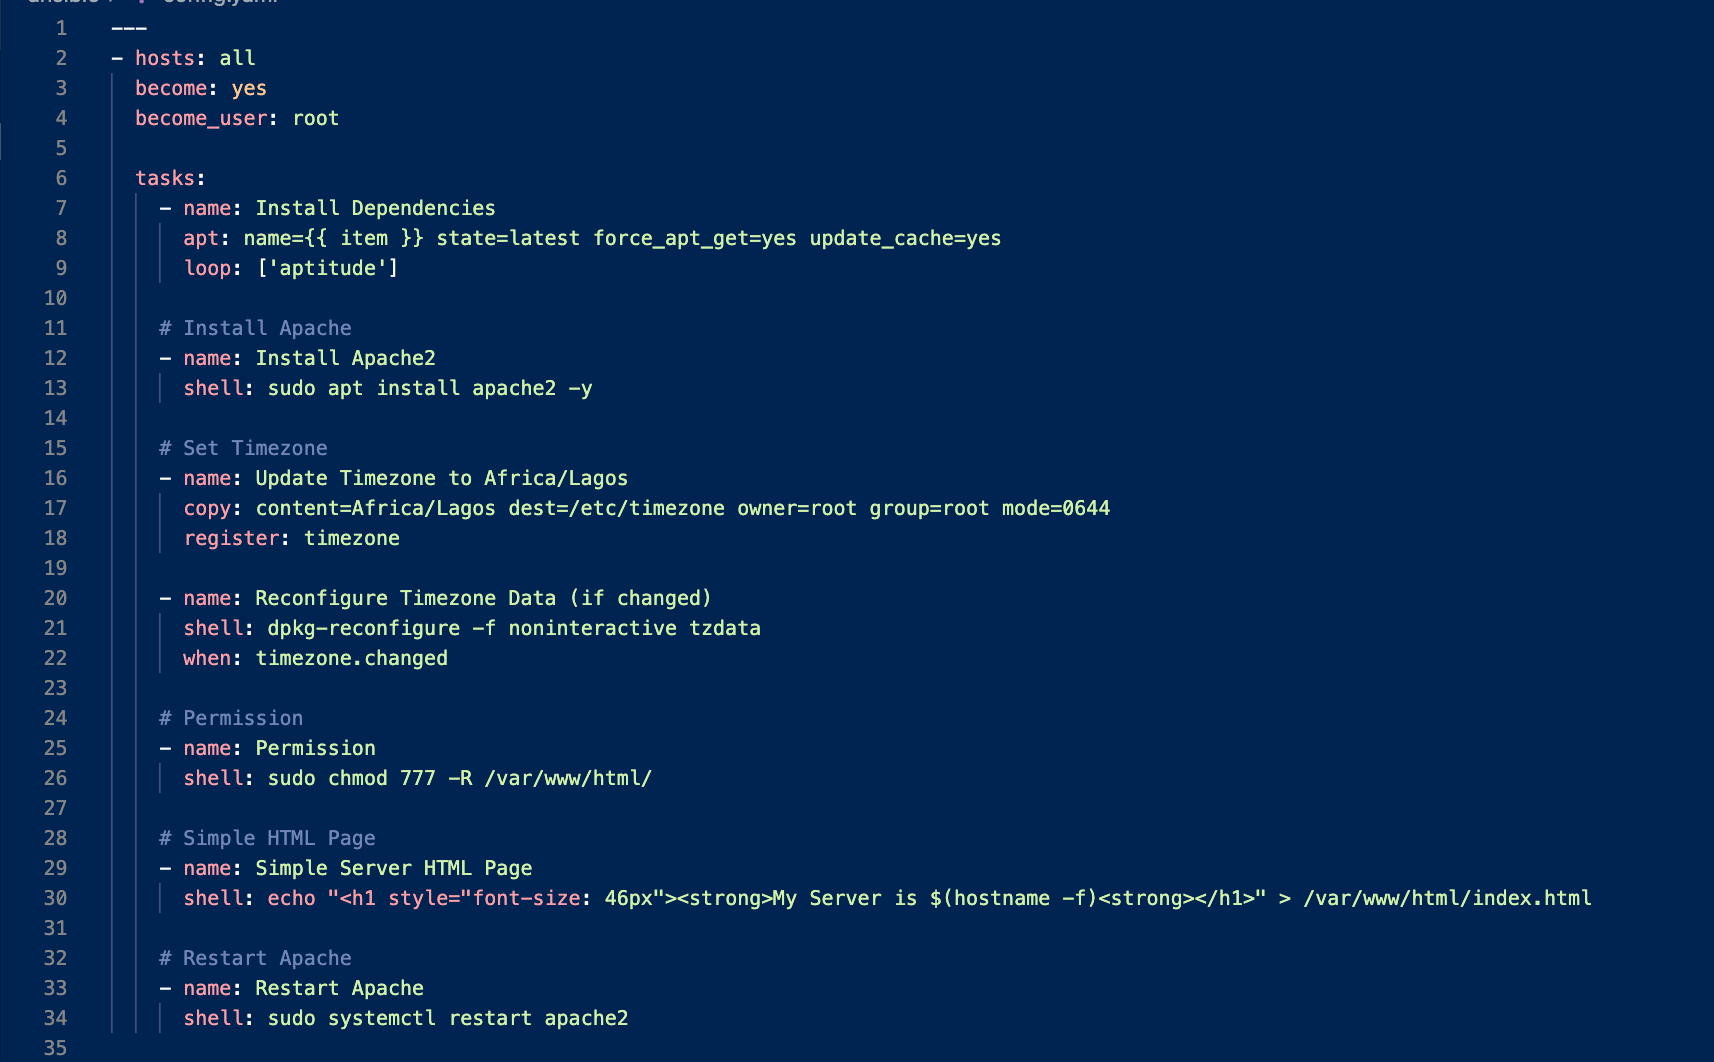 1 ---
2 - hosts: all
3   become: yes
4   become_user: root
5
6   tasks:
7     - name: Install Dependencies
8       apt: name={{ item }} state=latest force_apt_get=yes update_cache=yes
9       loop: ['aptitude']
10
11     # Install Apache
12     - name: Install Apache2
13       shell: sudo apt install apache2 -y
14
15     # Set Timezone
16     - name: Update Timezone to Africa/Lagos
17       copy: content=Africa/Lagos dest=/etc/timezone owner=root group=root mode=0644
18       register: timezone
19
20     - name: Reconfigure Timezone Data (if changed)
21       shell: dpkg-reconfigure -f noninteractive tzdata
22       when: timezone.changed
23
24     # Permission
25     - name: Permission
26       shell: sudo chmod 777 -R /var/www/html/
27
28     # Simple HTML Page
29     - name: Simple Server HTML Page
30       shell: echo "<h1 style="font-size: 46px"><strong>My Server is $(hostname -f)<strong></h1>" > /var/www/html/index.html
31
32     # Restart Apache
33     - name: Restart Apache
34       shell: sudo systemctl restart apache2
35